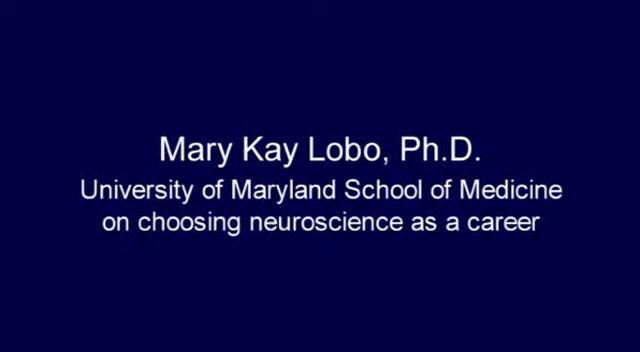 Mary Kay Lobo, Ph.D.
University of Maryland School of Medicine
on choosing neuroscience as a career